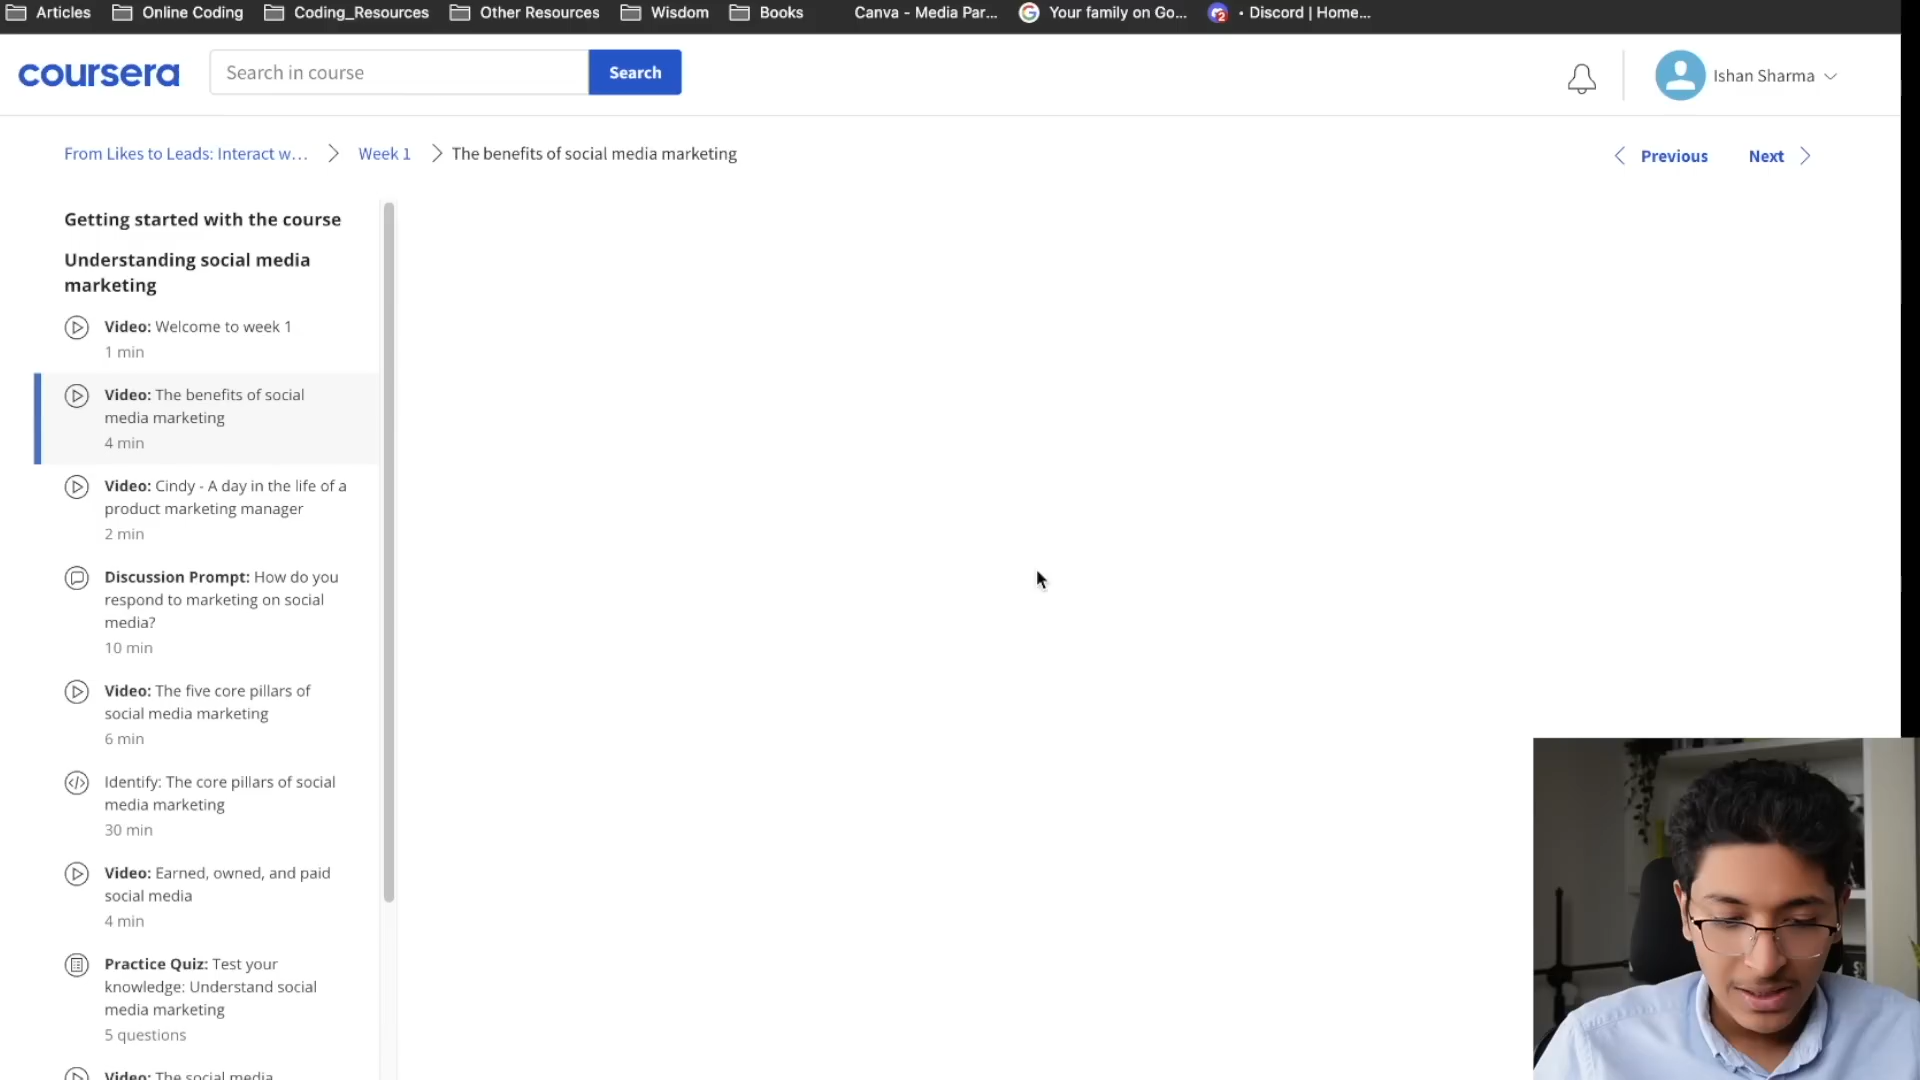 Articles
Online Coding
Coding_Resources
Other Resources
Wisdom
Books
Canva - Media Par...
Your family on Go...
2
• Discord | Home...
coursera
Search in course
Search
Ishan Sharma
From Likes to Leads: Interact w...
Week 1
The benefits of social media marketing
Previous
Next
Getting started with the course
Understanding social media
marketing
Video: Welcome to week 1
1 min
Video: The benefits of social
media marketing
4 min
Video: Cindy - A day in the life of a
product marketing manager
2 min
Discussion Prompt: How do you
respond to marketing on social
media?
10 min
Video: The five core pillars of
social media marketing
6 min
Identify: The core pillars of social
media marketing
30 min
Video: Earned, owned, and paid
social media
4 min
Practice Quiz: Test your
knowledge: Understand social
media marketing
5 questions
Video: The social media